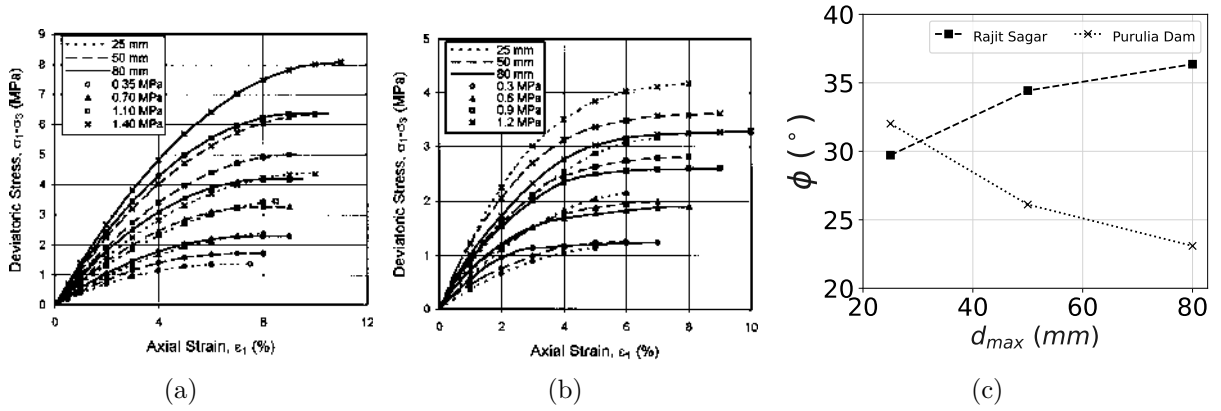 9
8
7
6
5
4
3
2
1
0
Deviatoric Stress, σ₁-σ₃ (MPa)
25 mm
50 mm
80 mm
0.35 MPa
0.70 MPa
1.10 MPa
1.40 MPa
0 4 8 12
Axial Strain, ε₁ (%)
(a)
5
4
3
2
1
0
Deviatoric Stress, σ₁-σ₃ (MPa)
25 mm
50 mm
80 mm
0.3 MPa
0.6 MPa
0.9 MPa
1.2 MPa
0 2 4 6 8 10
Axial Strain, ε₁ (%)
(b)
40
35
30
25
20
ϕ (°)
Rajit Sagar Purulia Dam
20 40 60 80
d_max (mm)
(c)